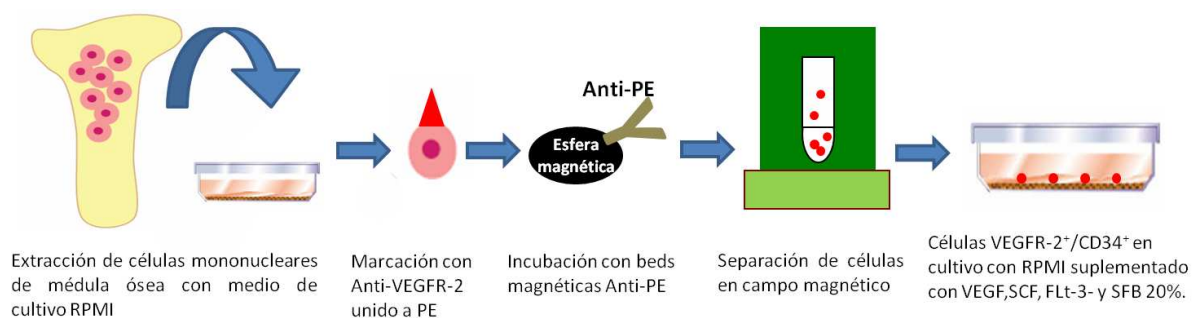 Anti-PE
Esfera
magnética
Extracción de células mononucleares
de médula ósea con medio de
cultivo RPMI
Marcación con
Anti-VEGFR-2
unido a PE
Incubación con beds
magnéticas Anti-PE
Separación de células
en campo magnético
Células VEGFR-2⁺/CD34⁺ en
cultivo con RPMI suplementado
con VEGF,SCF, FLt-3- y SFB 20%.